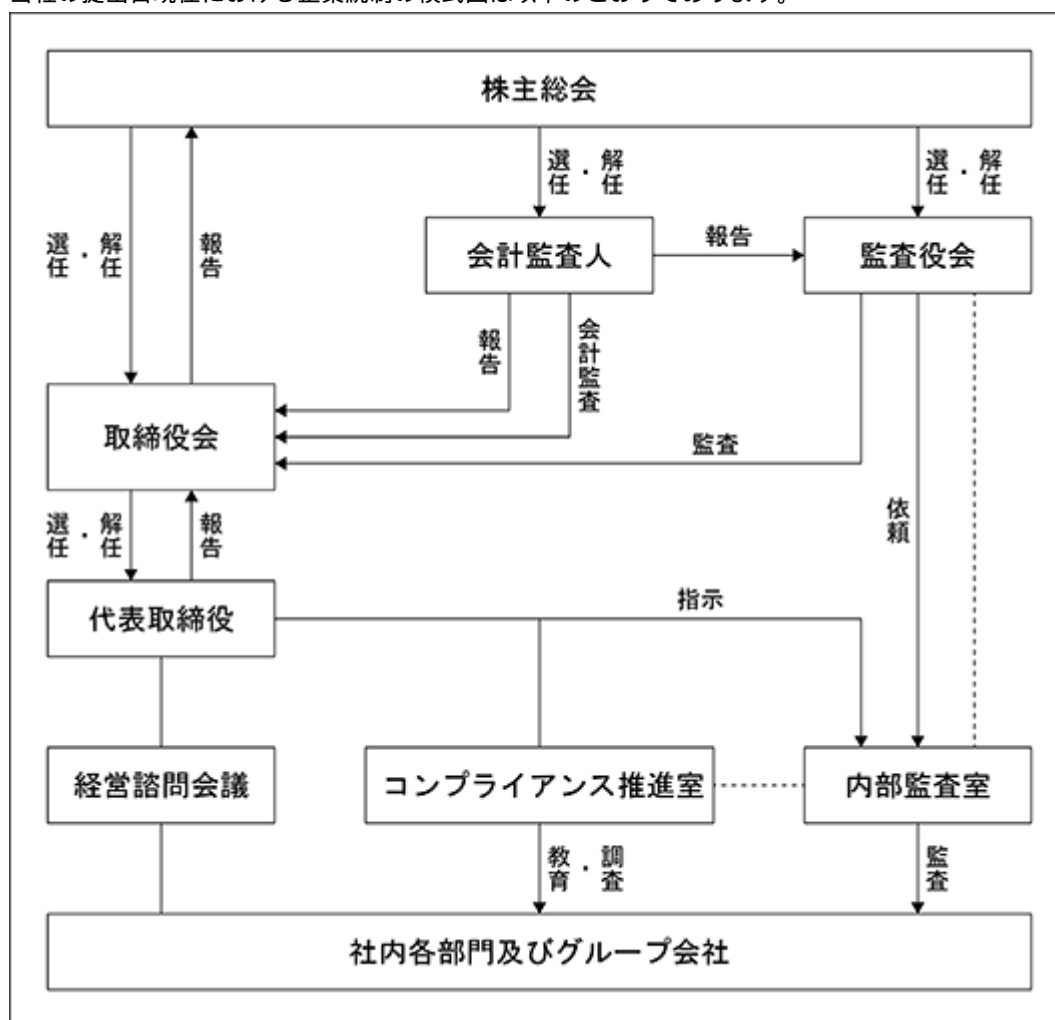 当社の提出日現在における企業統制の模式図は以下のとおりであります。
株主総会
選任・解任
報告
選任・解任
選任・解任
会計監査人
報告
監査役会
報告
会計監査
取締役会
監査
選任・解任
報告
依頼
代表取締役
指示
経営諮問会議
コンプライアンス推進室
内部監査室
教育・調査
監査
社内各部門及びグループ会社